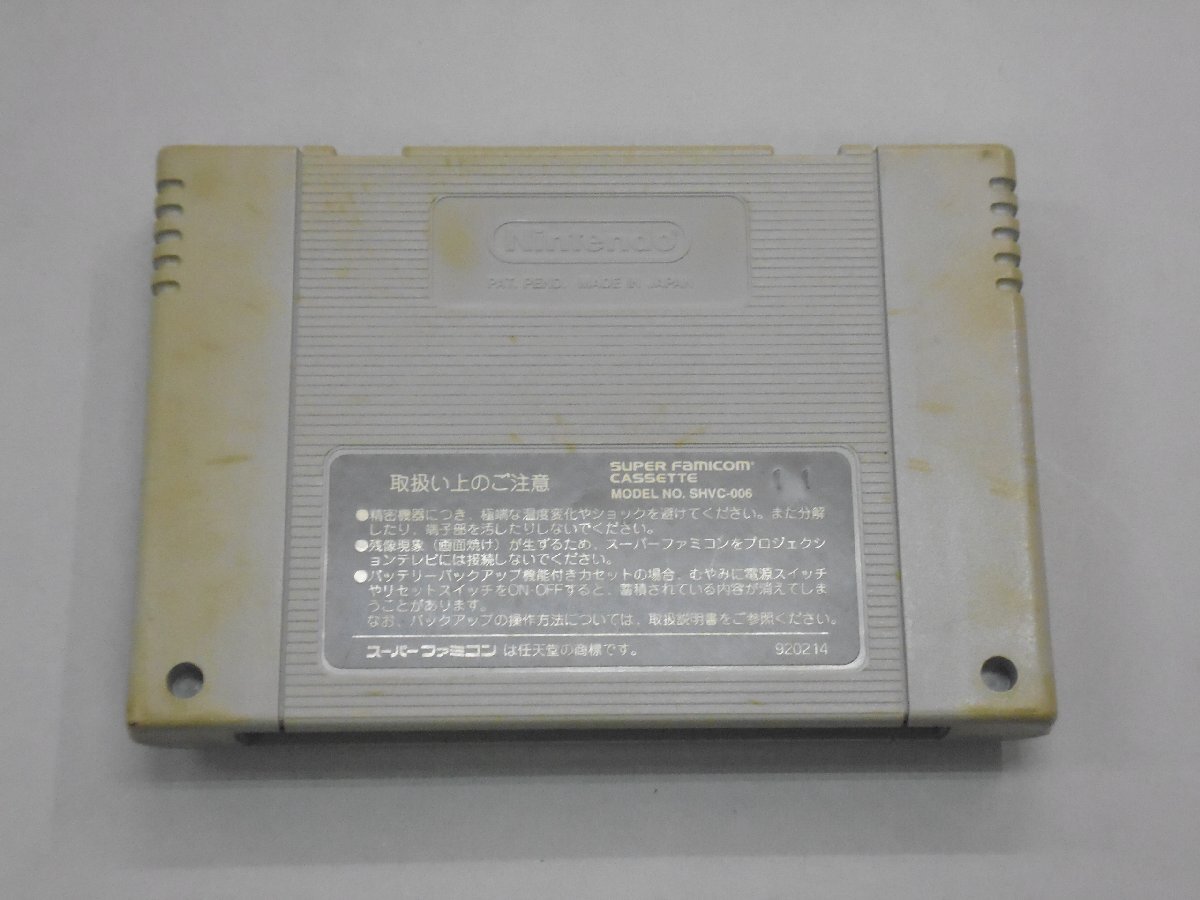 Nintendo
PAT. PEND. MADE IN JAPAN
取扱い上のご注意
SUPER FAMICOM
CASSETTE
MODEL NO. SHVC-006
11
●精密機器につき、極端な温度変化やショックを避けてください。また分解
したり、端子部を汚したりしないでください。
●残像現象（画面焼け）が生ずるため、スーパーファミコンをプロジェクシ
ョンテレビには接続しないでください。
●バッテリーバックアップ機能付きカセットの場合、むやみに電源スイッチ
やリセットスイッチをON-OFFすると、蓄積されている内容が消えてしま
うことがあります。
なお、バックアップの操作方法については、取扱説明書をご参照ください。
スーパーファミコン は任天堂の商標です。
920214